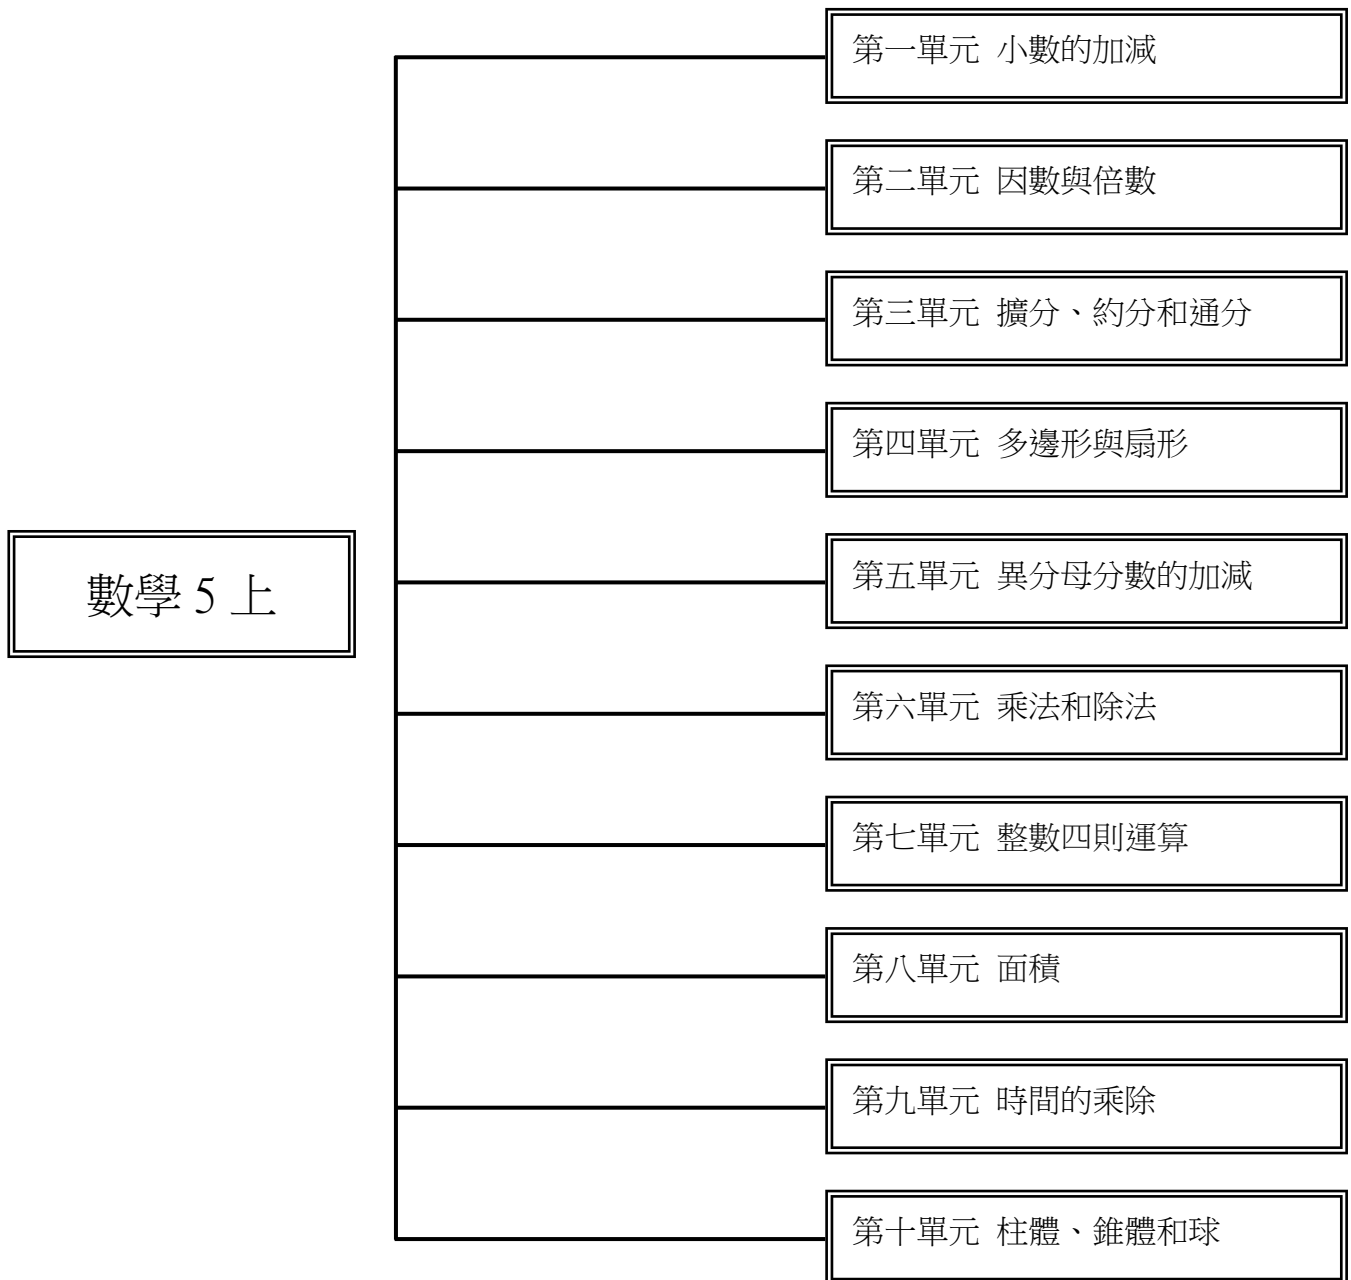 第一單元 小數的加減
第二單元 因數與倍數
第三單元 擴分、約分和通分
第四單元 多邊形與扇形
數學 5 上
第五單元 異分母分數的加減
第六單元 乘法和除法
第七單元 整數四則運算
第八單元 面積
第九單元 時間的乘除
第十單元 柱體、錐體和球